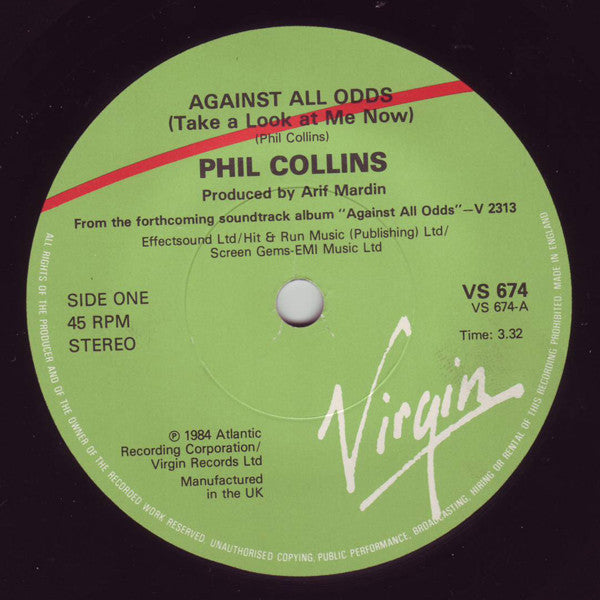 AGAINST ALL ODDS
(Take a Look at Me Now)
(Phil Collins)
PHIL COLLINS
Produced by Arif Mardin
From the forthcoming soundtrack album "Against All Odds"—V 2313
Effectsound Ltd/Hit & Run Music (Publishing) Ltd/
Screen Gems-EMI Music Ltd
SIDE ONE
45 RPM
STEREO
VS 674
VS 674-A
Time: 3.32
Virgin
℗ 1984 Atlantic
Recording Corporation/
Virgin Records Ltd
Manufactured
in the UK
ALL RIGHTS OF THE PRODUCER AND OF THE OWNER OF THE RECORDED WORK RESERVED. UNAUTHORISED COPYING, PUBLIC PERFORMANCE, BROADCASTING, HIRING OR RENTAL OF THIS RECORDING PROHIBITED. MADE IN ENGLAND